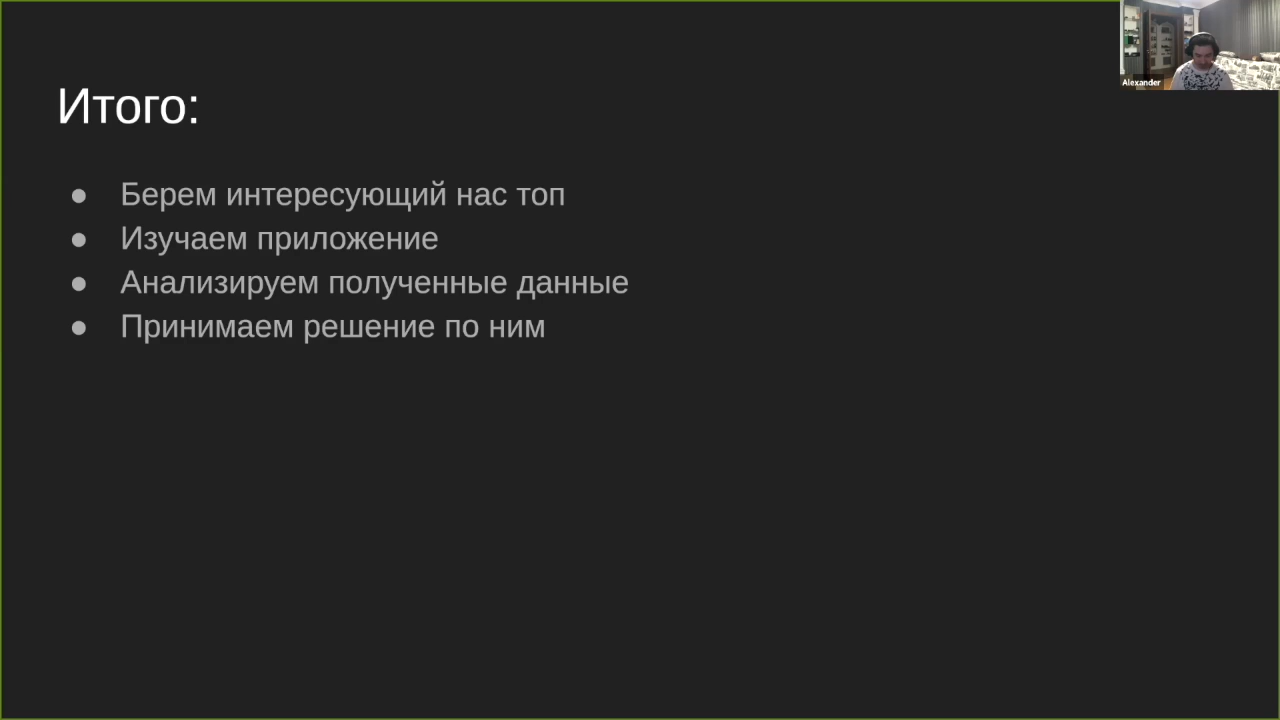 Alexander
Итого:
● Берем интересующий нас топ
● Изучаем приложение
● Анализируем полученные данные
● Принимаем решение по ним